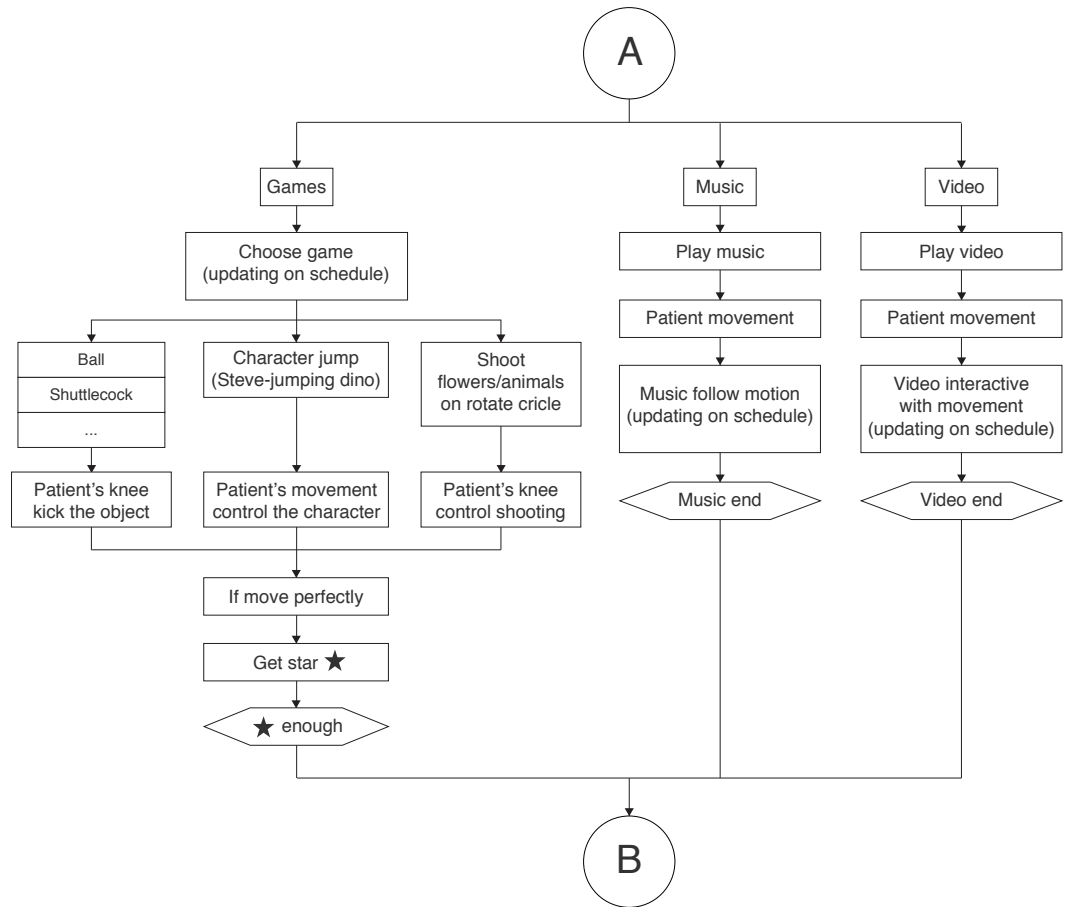 A
Games
Music
Video
Choose game
(updating on schedule)
Play music
Play video
Patient movement
Patient movement
Ball
Shuttlecock
...
Character jump
(Steve-jumping dino)
Shoot
flowers/animals
on rotate cricle
Music follow motion
(updating on schedule)
Video interactive
with movement
(updating on schedule)
Patient’s knee
kick the object
Patient’s movement
control the character
Patient’s knee
control shooting
Music end
Video end
If move perfectly
Get star ★
★ enough
B